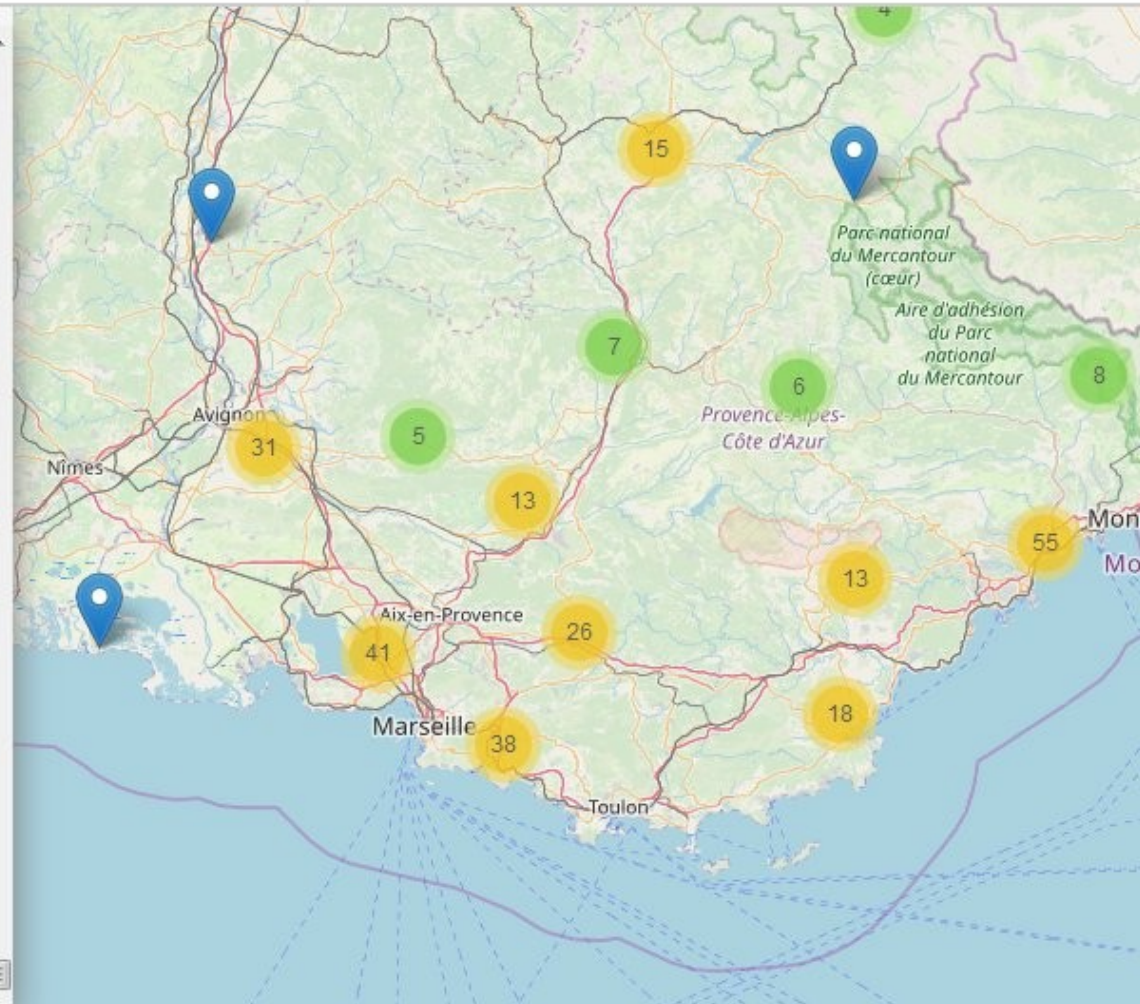 4
15
Parc national
du Mercantour
(cœur)
Aire d'adhésion
du Parc
national
du Mercantour
7
6
8
Avignon
Provence-Alpes-
Côte d'Azur
31
5
Nîmes
13
55
Mon
Mo
13
Aix-en-Provence
26
41
18
Marseille
38
Toulon